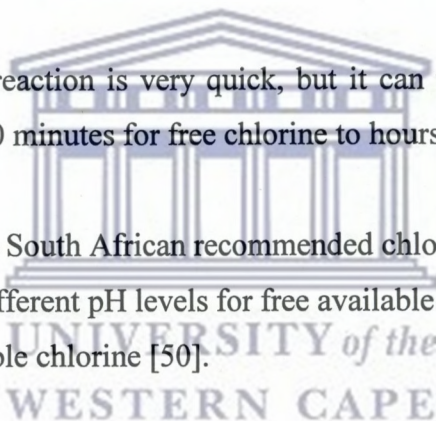 reaction is very quick, but it can
0 minutes for free chlorine to hours
South African recommended chlo
fferent pH levels for free available
UNIVERSITY of the
ble chlorine [50].
WESTERN CAPE